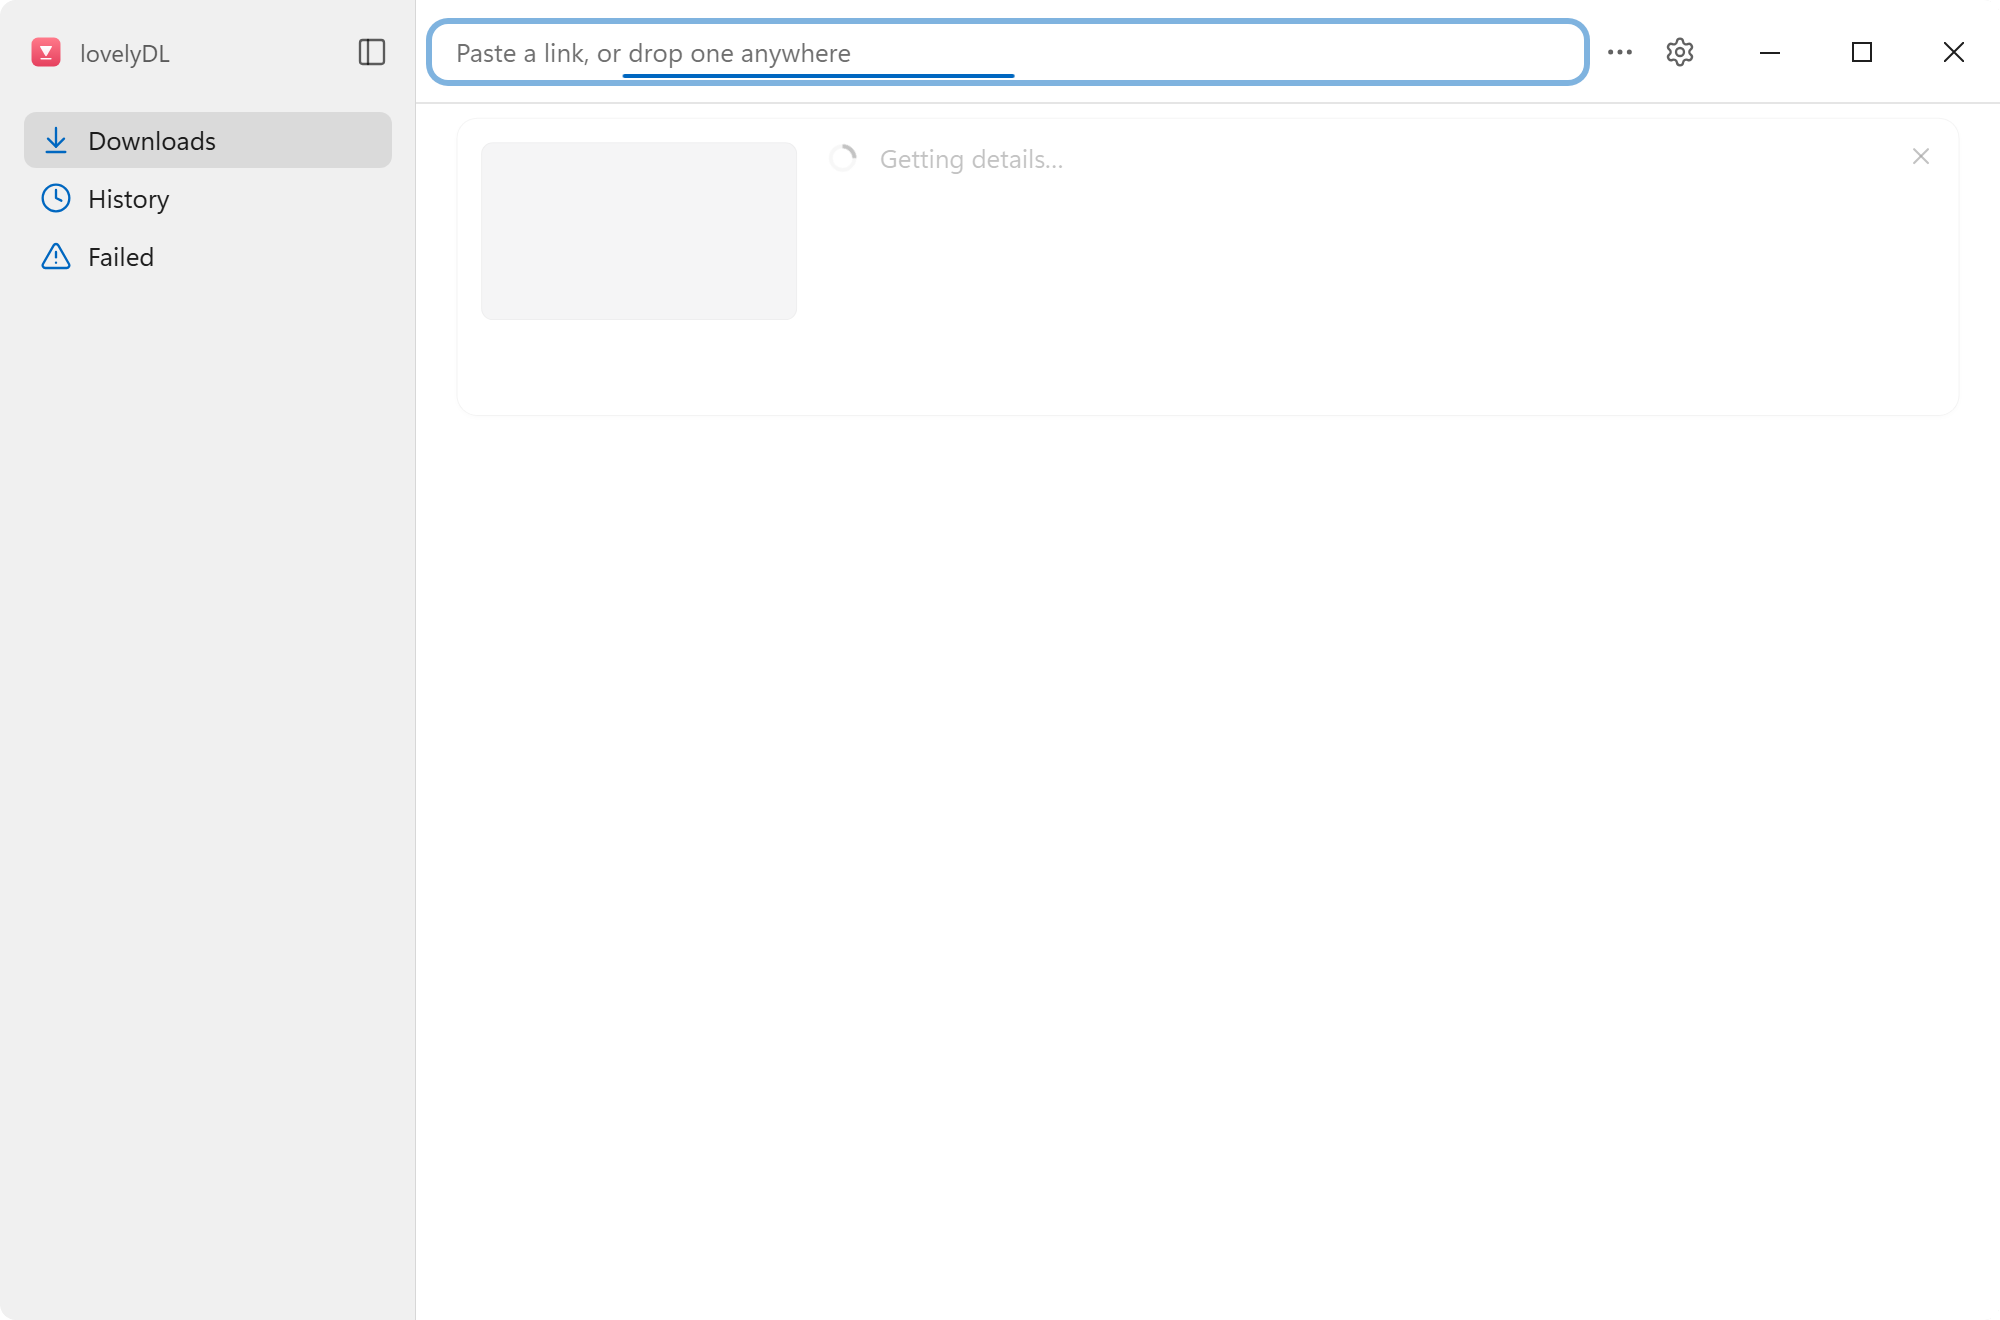 lovelyDL
Paste a link, or drop one anywhere
Downloads
History
Failed
Getting details...